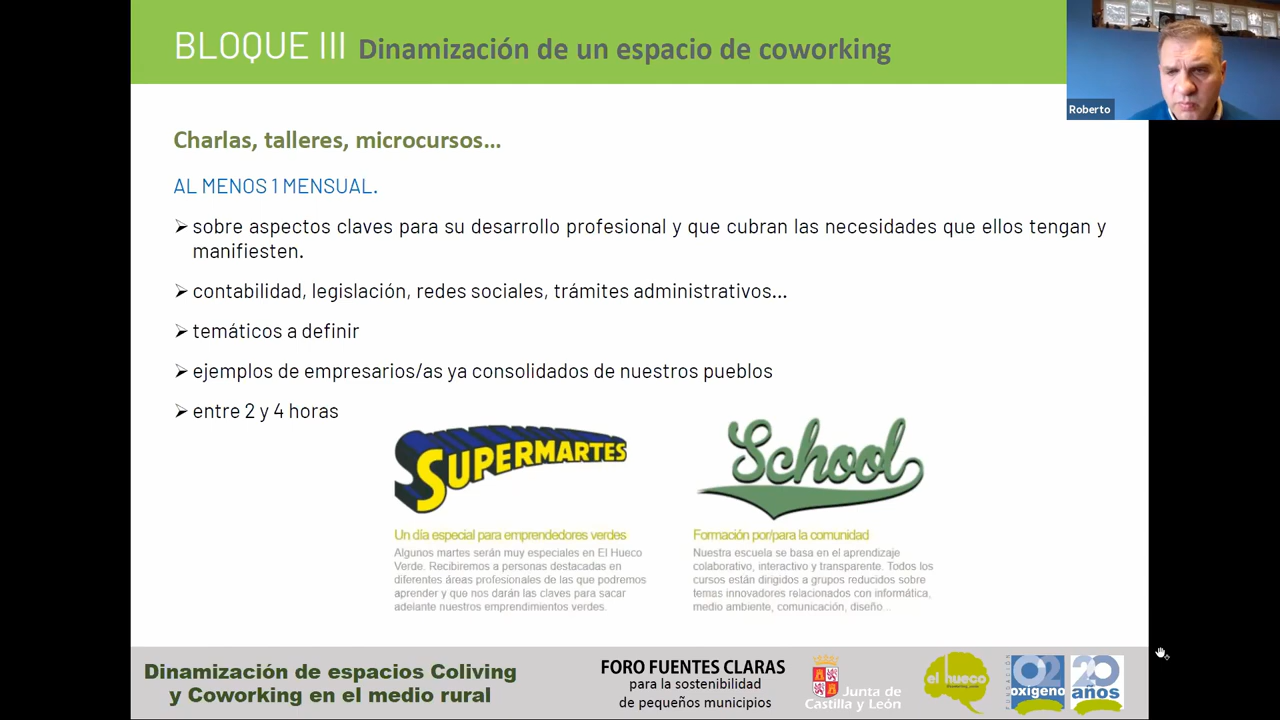 BLOQUE III Dinamización de un espacio de coworking
Roberto
Charlas, talleres, microcursos...
AL MENOS 1 MENSUAL.
➢ sobre aspectos claves para su desarrollo profesional y que cubran las necesidades que ellos tengan y
manifiesten.
➢ contabilidad, legislación, redes sociales, trámites administrativos...
➢ temáticos a definir
➢ ejemplos de empresarios/as ya consolidados de nuestros pueblos
➢ entre 2 y 4 horas
SUPERMARTES
Un día especial para emprendedores verdes
Algunos martes serán muy especiales en El Hueco
Verde. Recibiremos a personas destacadas en
diferentes áreas profesionales de las que podremos
aprender y que nos darán las claves para sacar
adelante nuestros emprendimientos verdes.
School
Formación por/para la comunidad
Nuestra escuela se basa en el aprendizaje
colaborativo, interactivo y transparente. Todos los
cursos están dirigidos a grupos reducidos sobre
temas innovadores relacionados con informática,
medio ambiente, comunicación, diseño...
Dinamización de espacios Coliving
y Coworking en el medio rural
FORO FUENTES CLARAS
para la sostenibilidad
de pequeños municipios
Junta de
Castilla y León
el hueco
FUNDACIÓN
O2
oxígeno
20
años